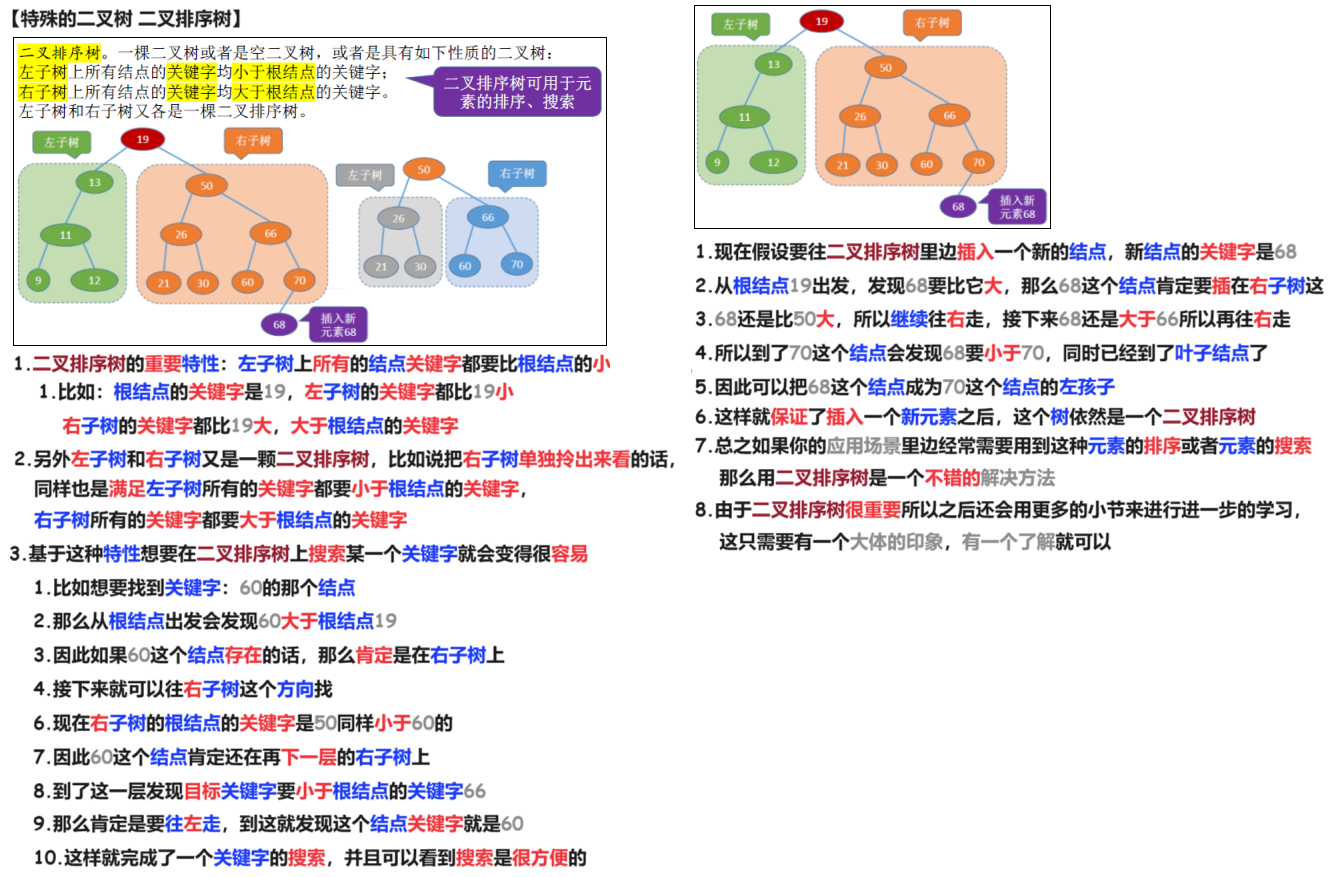 【特殊的二叉树 二叉排序树】
二叉排序树。一棵二叉树或者是空二叉树，或者是具有如下性质的二叉树：
左子树上所有结点的关键字均小于根结点的关键字；
右子树上所有结点的关键字均大于根结点的关键字。
左子树和右子树又各是一棵二叉排序树。
二叉排序树可用于元
素的排序、搜索
左子树
19
右子树
13
50
11
26
66
9
12
21
30
60
70
68
插入新
元素68
左子树
50
右子树
26
66
21
30
60
70
1.二叉排序树的重要特性：左子树上所有的结点关键字都要比根结点的小
1.比如：根结点的关键字是19，左子树的关键字都比19小
右子树的关键字都比19大，大于根结点的关键字
2.另外左子树和右子树又是一颗二叉排序树，比如说把右子树单独拎出来看的话，
同样也是满足左子树所有的关键字都要小于根结点的关键字，
右子树所有的关键字都要大于根结点的关键字
3.基于这种特性想要在二叉排序树上搜索某一个关键字就会变得很容易
1.比如想要找到关键字：60的那个结点
2.那么从根结点出发会发现60大于根结点19
3.因此如果60这个结点存在的话，那么肯定是在右子树上
4.接下来就可以往右子树这个方向找
6.现在右子树的根结点的关键字是50同样小于60的
7.因此60这个结点肯定还在再下一层的右子树上
8.到了这一层发现目标关键字要小于根结点的关键字66
9.那么肯定是要往左走，到这就发现这个结点关键字就是60
10.这样就完成了一个关键字的搜索，并且可以看到搜索是很方便的
左子树
19
右子树
13
50
11
26
66
9
12
21
30
60
70
68
插入新
元素68
1.现在假设要往二叉排序树里边插入一个新的结点，新结点的关键字是68
2.从根结点19出发，发现68要比它大，那么68这个结点肯定要插在右子树这
3.68还是比50大，所以继续往右走，接下来68还是大于66所以再往右走
4.所以到了70这个结点会发现68要小于70，同时已经到了叶子结点了
5.因此可以把68这个结点成为70这个结点的左孩子
6.这样就保证了插入一个新元素之后，这个树依然是一个二叉排序树
7.总之如果你的应用场景里边经常需要用到这种元素的排序或者元素的搜索
那么用二叉排序树是一个不错的解决方法
8.由于二叉排序树很重要所以之后还会用更多的小节来进行进一步的学习，
这只需要有一个大体的印象，有一个了解就可以